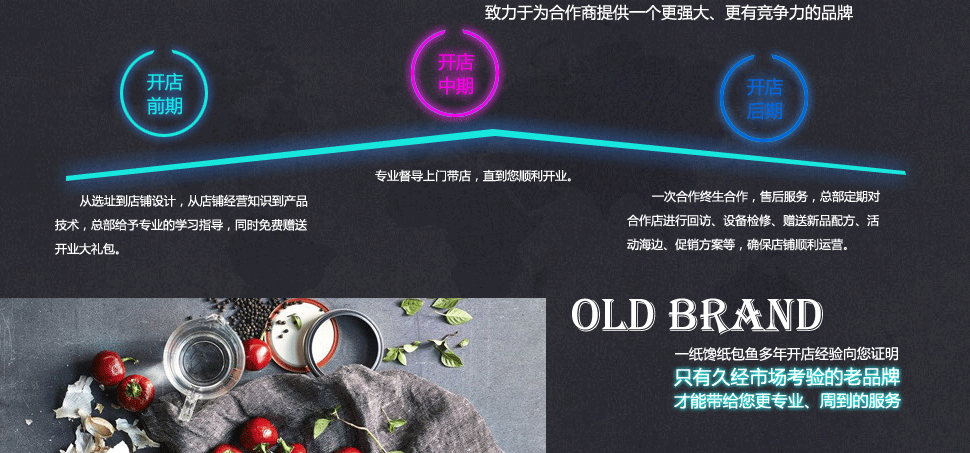 致力于为合作商提供一个更强大、更有竞争力的品牌
开店
前期
开店
中期
开店
后期
从选址到店铺设计，从店铺经营知识到产品
技术，总部给予专业的学习指导，同时免费赠送
开业大礼包。
专业督导上门带店，直到您顺利开业。
一次合作终生合作，售后服务，总部定期对
合作店进行回访、设备检修、赠送新品配方、活
动海边、促销方案等，确保店铺顺利运营。
OLD BRAND
一纸馋纸包鱼多年开店经验向您证明
只有久经市场考验的老品牌
才能带给您更专业、周到的服务